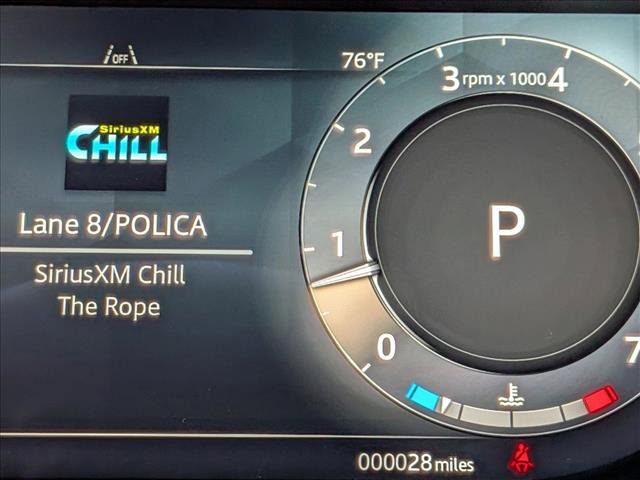 OFF
76°F
SiriusXM
CHILL
Lane 8/POLICA
SiriusXM Chill
The Rope
3 rpm x 1000 4
2
1
0
7
P
000028 miles